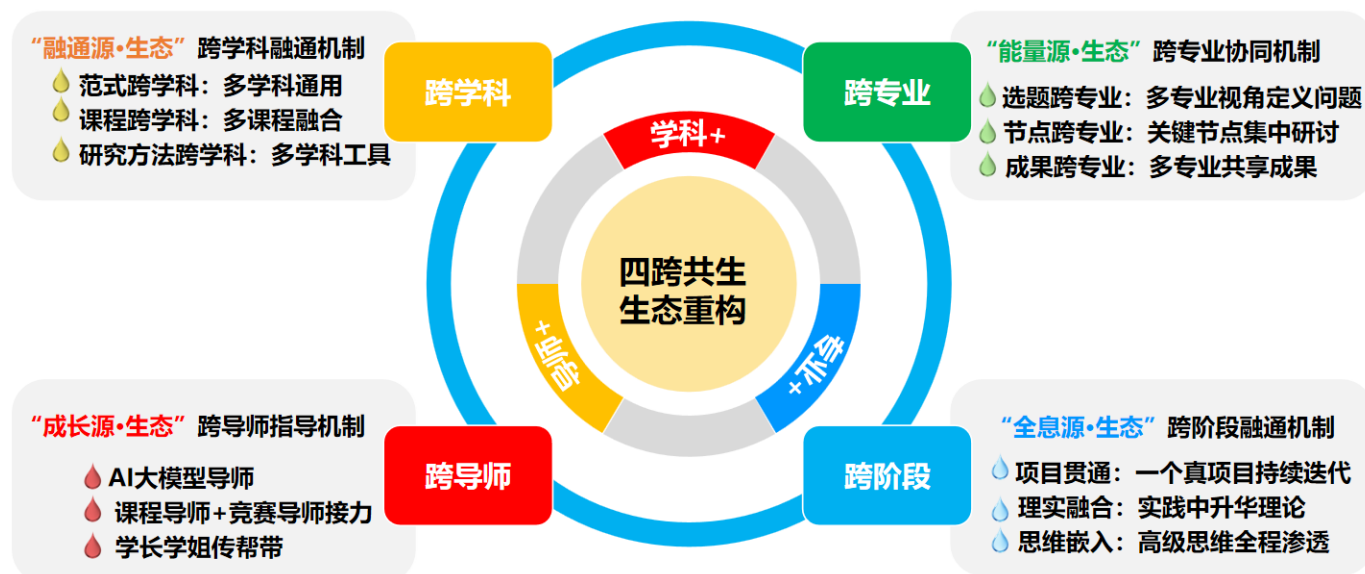 “融通源·生态” 跨学科融通机制
范式跨学科：多学科通用
课程跨学科：多课程融合
研究方法跨学科：多学科工具
跨学科
跨专业
“能量源·生态” 跨专业协同机制
选题跨专业：多专业视角定义问题
节点跨专业：关键节点集中研讨
成果跨专业：多专业共享成果
学科+
四跨共生
生态重构
导师+
专业+
“成长源·生态” 跨导师指导机制
AI大模型导师
课程导师+竞赛导师接力
学长学姐传帮带
跨导师
跨阶段
“全息源·生态” 跨阶段融通机制
项目贯通：一个真项目持续迭代
理实融合：实践中升华理论
思维嵌入：高级思维全程渗透